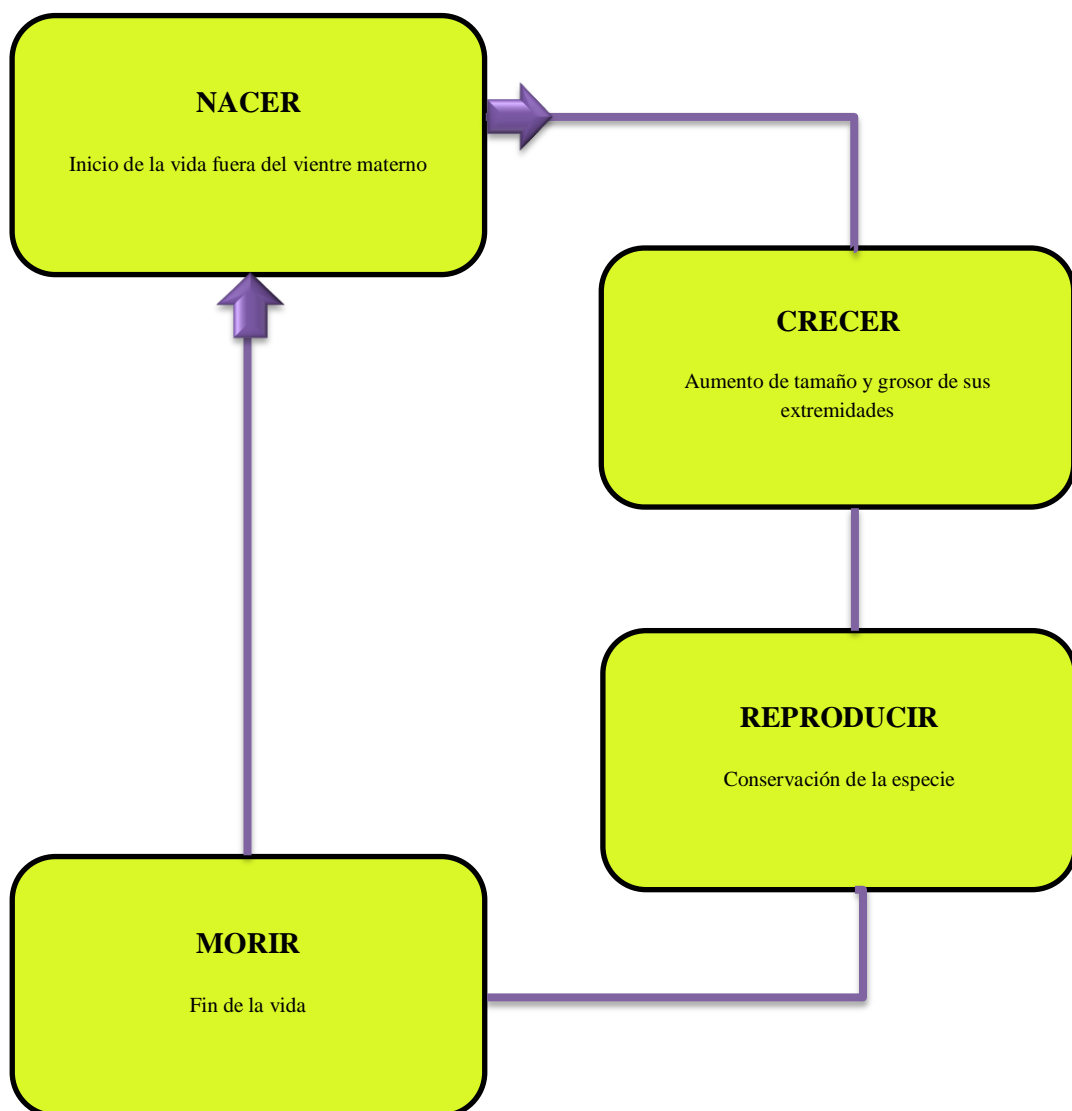 NACER
Inicio de la vida fuera del vientre materno
CRECER
Aumento de tamaño y grosor de sus
extremidades
REPRODUCIR
Conservación de la especie
MORIR
Fin de la vida